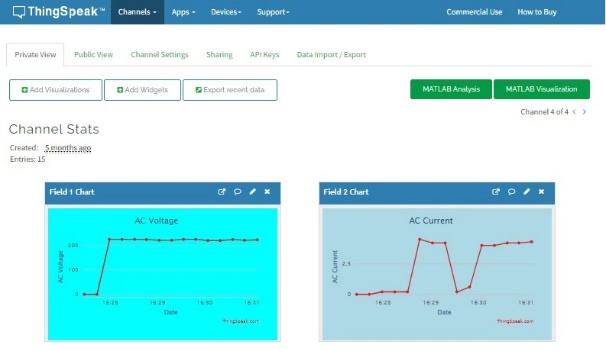 ThingSpeak™ Channels Apps Devices Support Commercial Use How to Buy
Private View Public View Channel Settings Sharing API Keys Data Import / Export
Add Visualizations Add Widgets Export recent data MATLAB Analysis MATLAB Visualization
Channel 4 of 4 < >
Channel Stats
Created: 5 months ago
Entries: 15
Field 1 Chart
AC Voltage
AC Voltage
200
100
0
16:28 16:29 16:30 16:31
Date
ThingSpeak.com
Field 2 Chart
AC Current
AC Current
2.5
0
16:28 16:29 16:30 16:31
Date
ThingSpeak.com